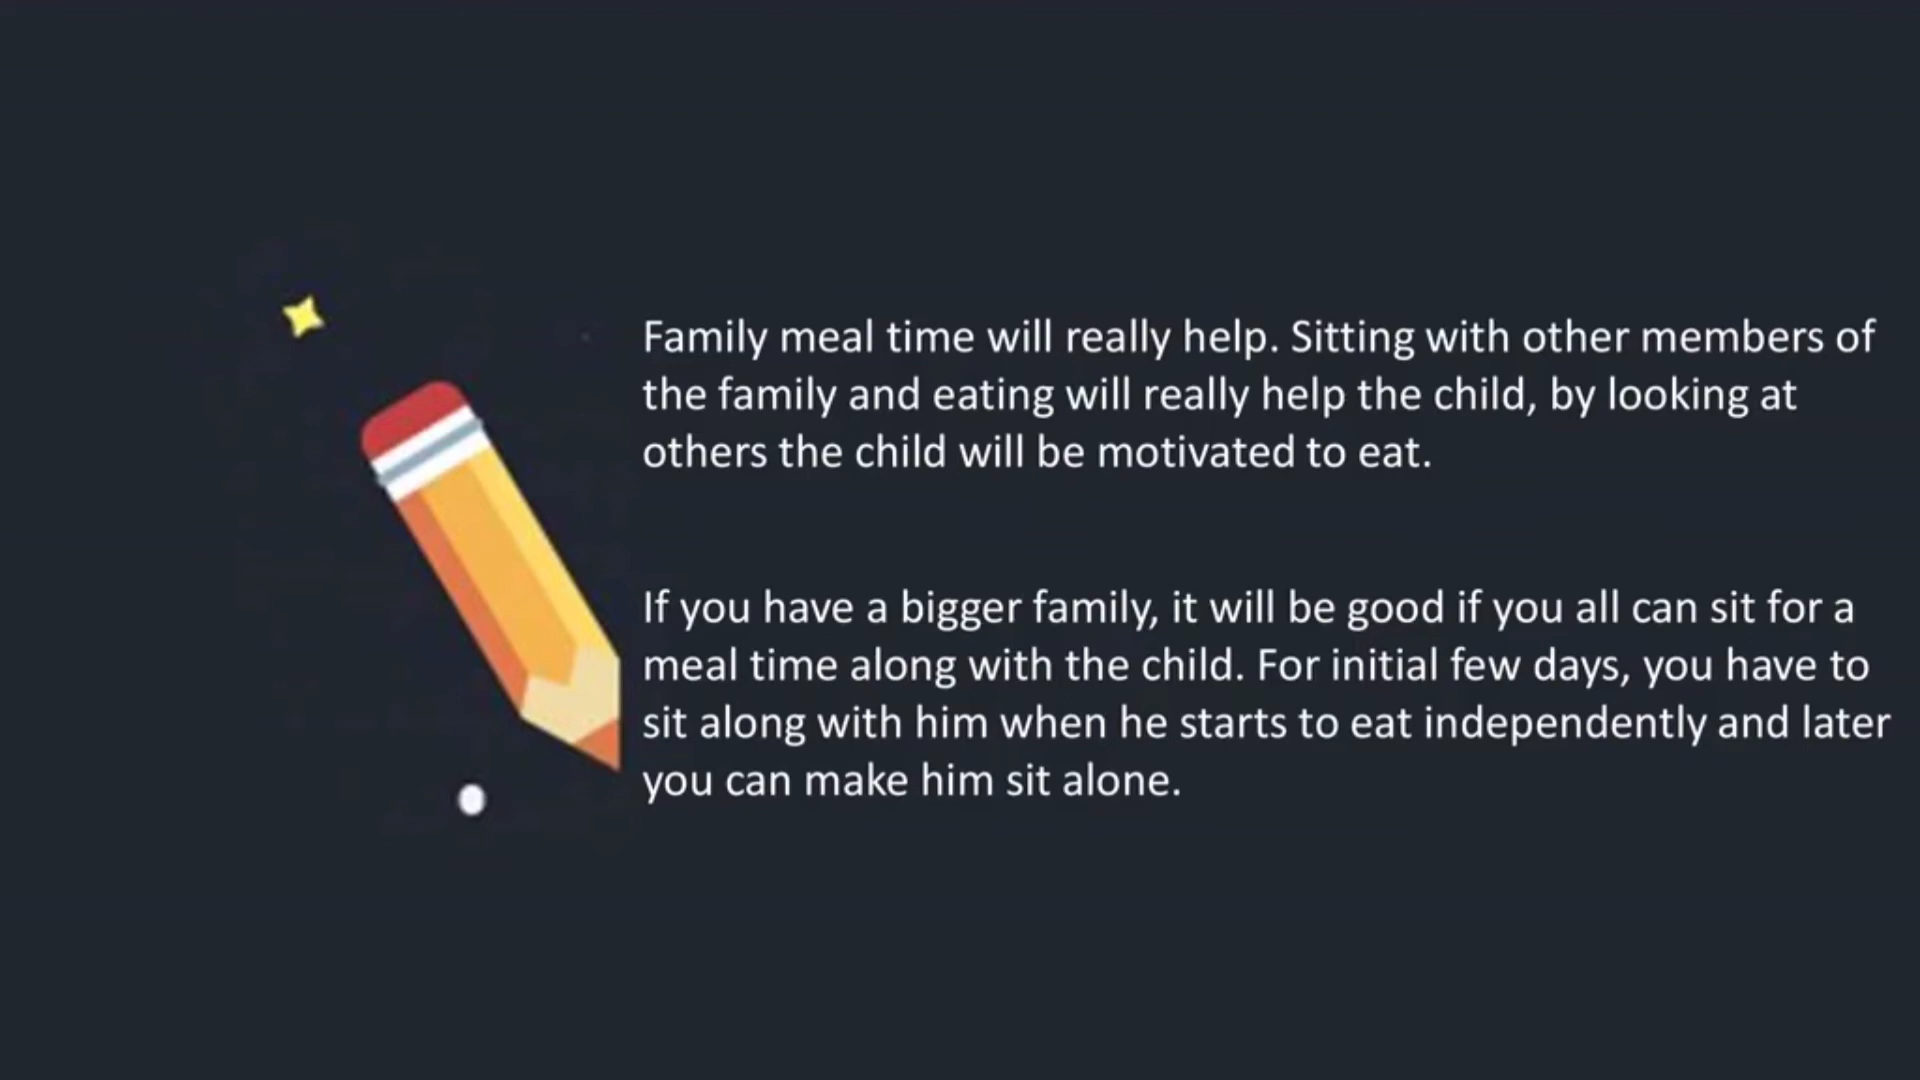 Family meal time will really help. Sitting with other members of
the family and eating will really help the child, by looking at
others the child will be motivated to eat.
If you have a bigger family, it will be good if you all can sit for a
meal time along with the child. For initial few days, you have to
sit along with him when he starts to eat independently and later
you can make him sit alone.